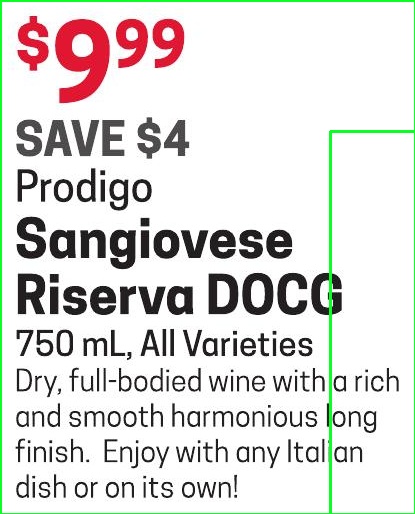 $9.99
SAVE $4
Prodigo
Sangiovese
Riserva DOCG
750 mL, All Varieties
Dry, full-bodied wine with a rich
and smooth harmonious long
finish. Enjoy with any Italian
dish or on its own!